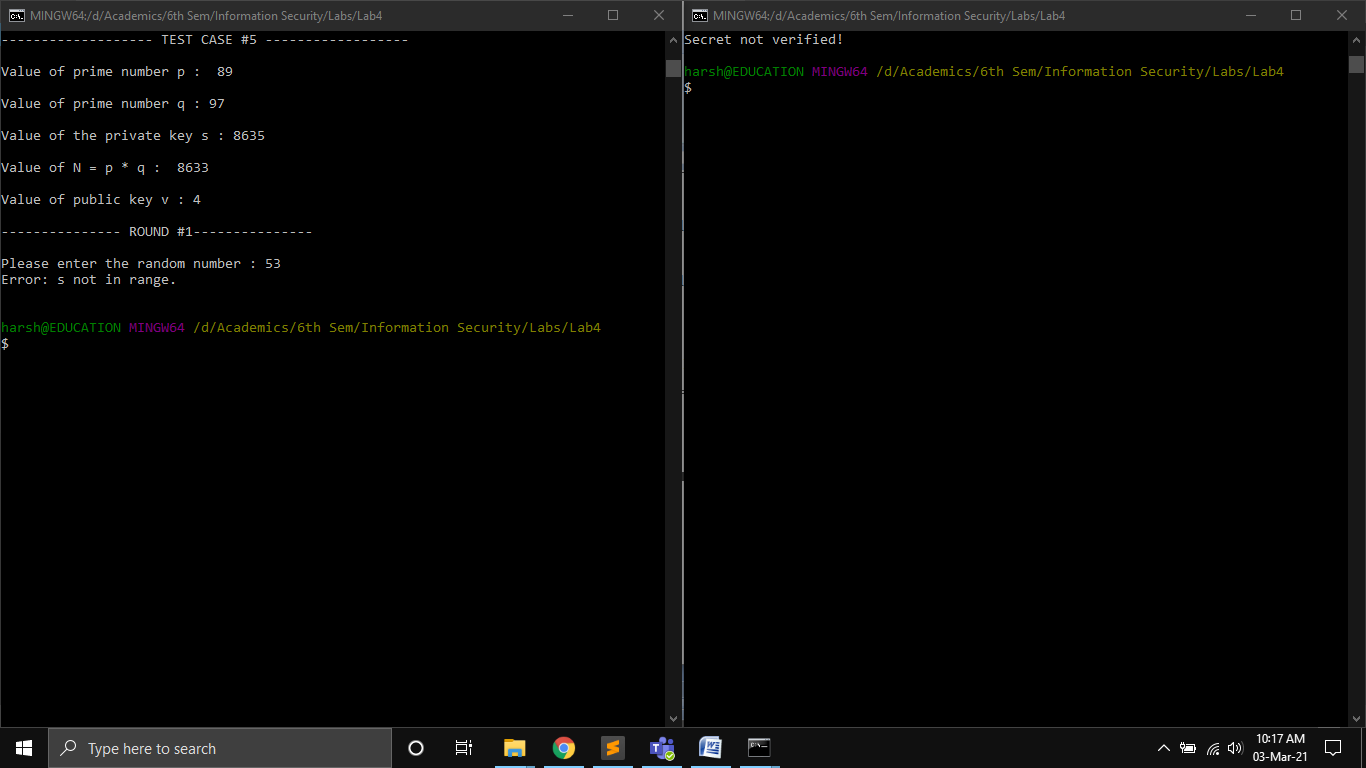 MINGW64:/d/Academics/6th Sem/Information Security/Labs/Lab4
------------------- TEST CASE #5 ------------------
Value of prime number p :  89
Value of prime number q : 97
Value of the private key s : 8635
Value of N = p * q :  8633
Value of public key v : 4
--------------- ROUND #1---------------
Please enter the random number : 53
Error: s not in range.
harsh@EDUCATION MINGW64 /d/Academics/6th Sem/Information Security/Labs/Lab4
$
MINGW64:/d/Academics/6th Sem/Information Security/Labs/Lab4
Secret not verified!
harsh@EDUCATION MINGW64 /d/Academics/6th Sem/Information Security/Labs/Lab4
$
Type here to search
10:17 AM
03-Mar-21